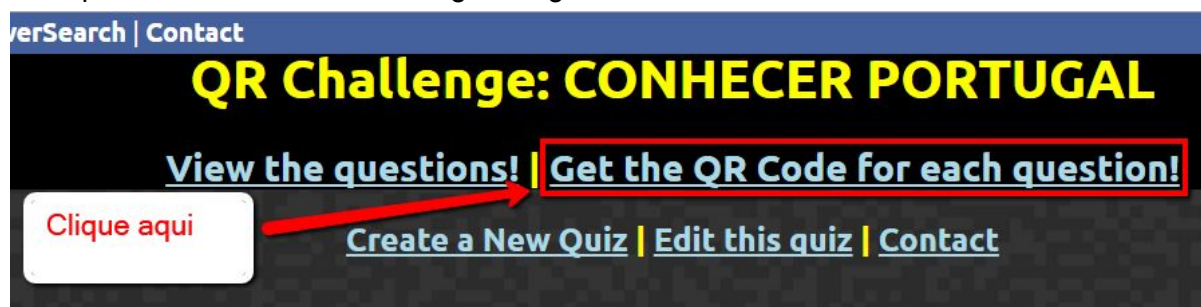 verSearch | Contact
QR Challenge: CONHECER PORTUGAL
View the questions! | Get the QR Code for each question!
Clique aqui
Create a New Quiz | Edit this quiz | Contact